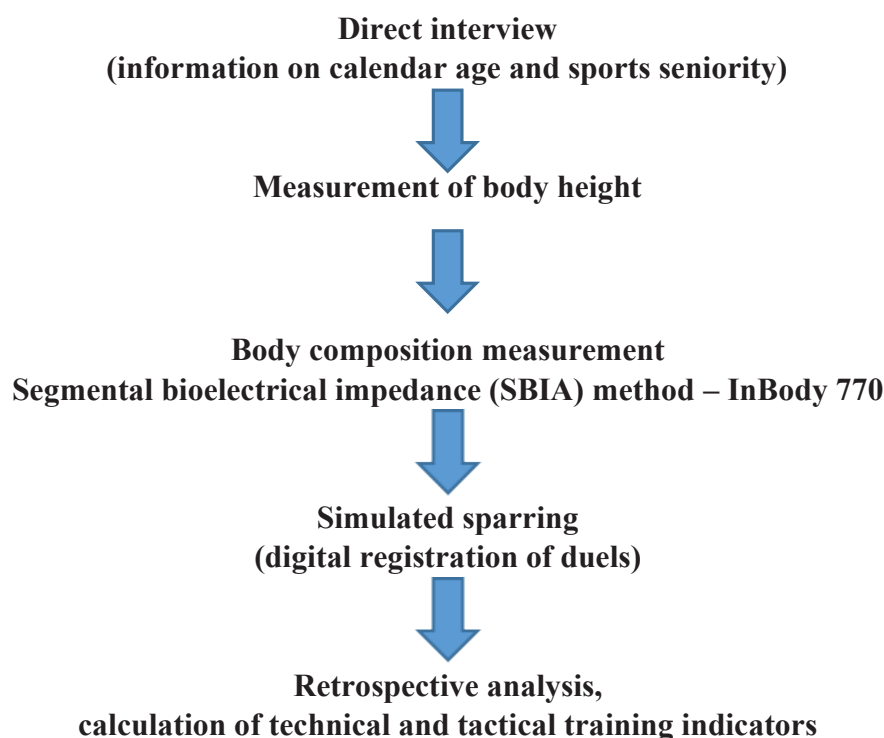 Direct interview
(information on calendar age and sports seniority)
Measurement of body height
Body composition measurement
Segmental bioelectrical impedance (SBIA) method – InBody 770
Simulated sparring
(digital registration of duels)
Retrospective analysis,
calculation of technical and tactical training indicators